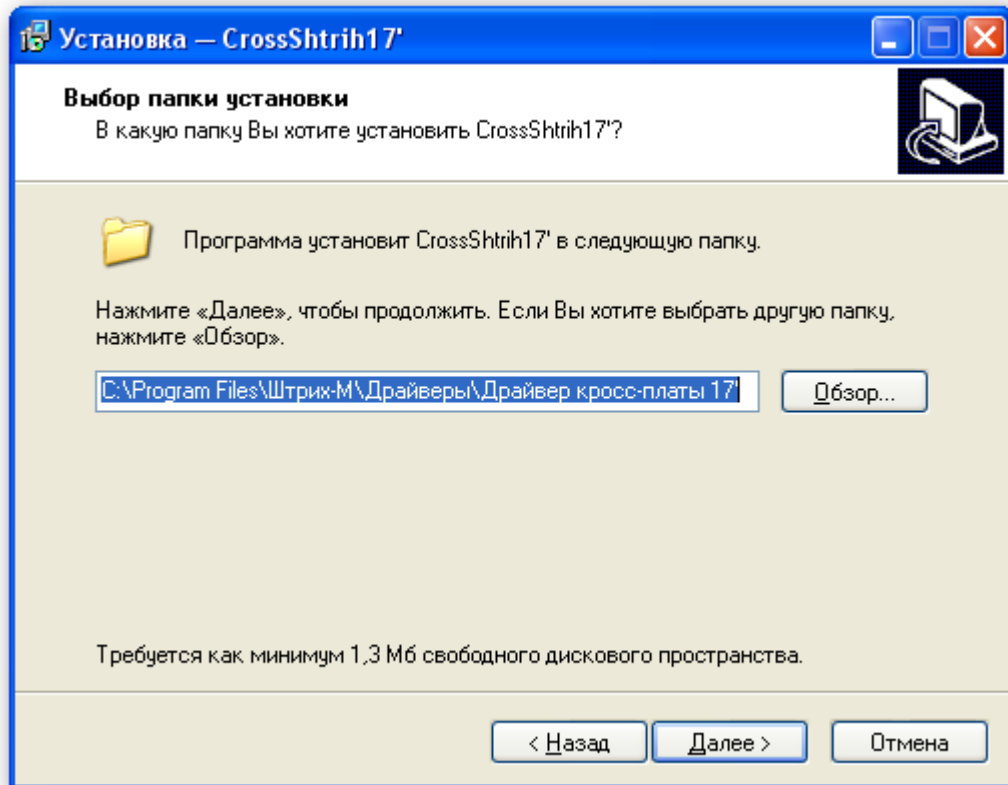 Установка — CrossShtrih17'
Выбор папки установки
В какую папку Вы хотите установить CrossShtrih17'?
Программа установит CrossShtrih17' в следующую папку.
Нажмите «Далее», чтобы продолжить. Если Вы хотите выбрать другую папку,
нажмите «Обзор».
C:\Program Files\Штрих-М\Драйверы\Драйвер кросс-платы 17'
Обзор...
Требуется как минимум 1,3 Мб свободного дискового пространства.
< Назад
Далее >
Отмена